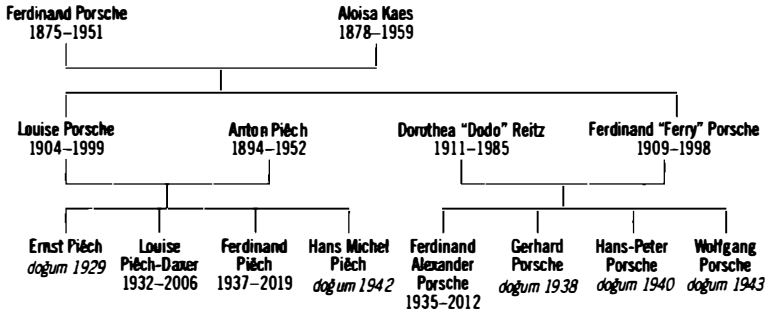 Ferdinand Porsche
1875–1951
Aloisa Kaes
1878–1959
Louise Porsche
1904–1999
Anton Piëch
1894–1952
Dorothea “Dodo” Reitz
1911–1985
Ferdinand “Ferry” Porsche
1909–1998
Ernst Piëch
doğum 1929
Louise
Piëch-Daxer
1932–2006
Ferdinand
Piëch
1937–2019
Hans Michel
Piëch
doğum 1942
Ferdinand
Alexander
Porsche
1935–2012
Gerhard
Porsche
doğum 1938
Hans-Peter
Porsche
doğum 1940
Wolfgang
Porsche
doğum 1943